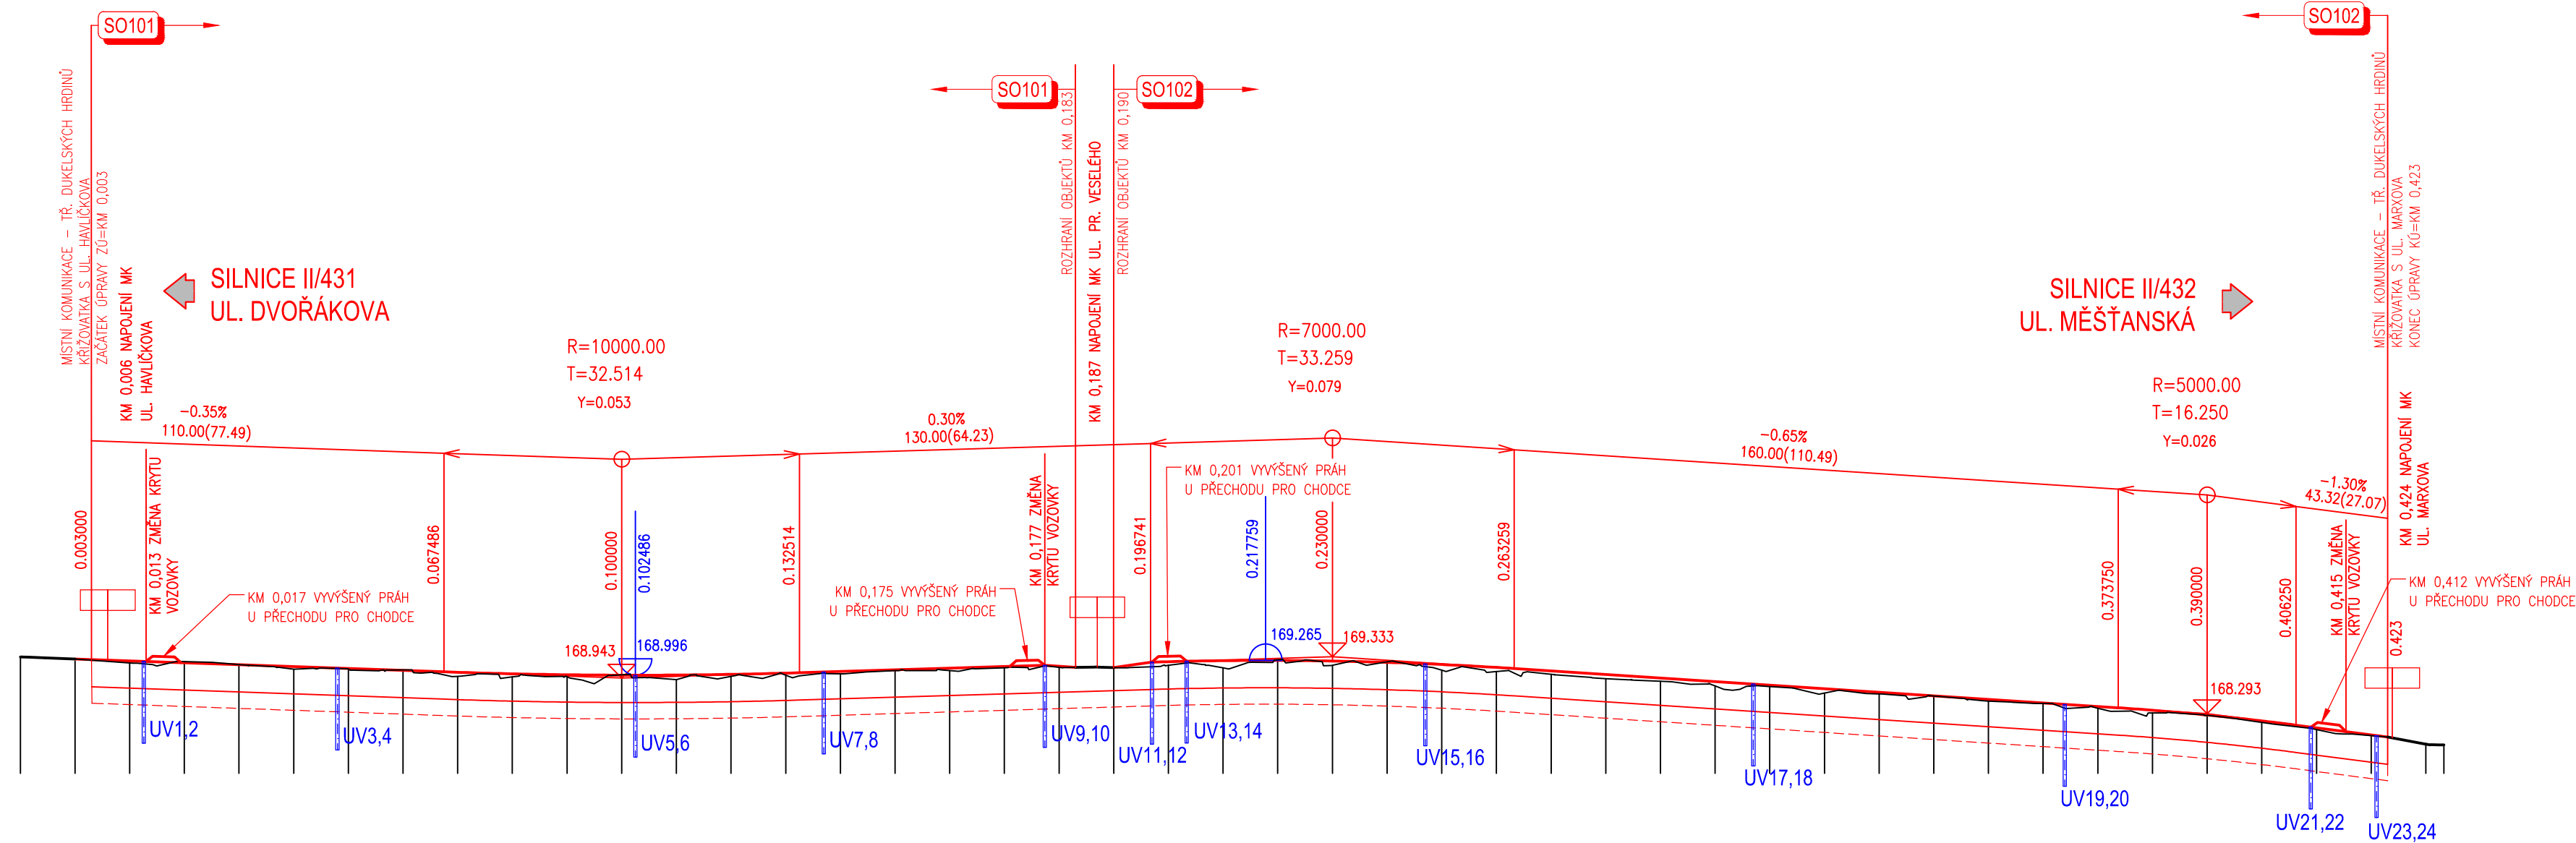 SO101
SO102
SO101
SO102
MÍSTNÍ KOMUNIKACE – TŘ. DUKELSKÝCH HRDINŮ
KŘIŽOVATKA S UL. HAVLÍČKOVA
ZAČÁTEK ÚPRAVY ZÚ=KM 0,003
KM 0,006 NAPOJENÍ MK
UL. HAVLÍČKOVA
SILNICE II/431
UL. DVOŘÁKOVA
ROZHRANÍ OBJEKTŮ KM 0,183
KM 0,187 NAPOJENÍ MK UL. PR. VESELÉHO
ROZHRANÍ OBJEKTŮ KM 0,190
SILNICE II/432
UL. MĚŠŤANSKÁ
MÍSTNÍ KOMUNIKACE – TŘ. DUKELSKÝCH HRDINŮ
KŘIŽOVATKA S UL. MARXOVA
KONEC ÚPRAVY KÚ=KM 0,423
KM 0,424 NAPOJENÍ MK
UL. MARXOVA
R=10000.00
T=32.514
Y=0.053
R=7000.00
T=33.259
Y=0.079
R=5000.00
T=16.250
Y=0.026
−0.35%
110.00(77.49)
0.30%
130.00(64.23)
−0.65%
160.00(110.49)
−1.30%
43.32(27.07)
0.003000
KM 0,013 ZMĚNA KRYTU
VOZOVKY
0.067486
0.100000
0.102486
0.132514
KM 0,177 ZMĚNA
KRYTU VOZOVKY
0.196741
0.217759
0.230000
0.263259
0.373750
0.390000
0.406250
KM 0,415 ZMĚNA
KRYTU VOZOVKY
0.423
KM 0,017 VYVÝŠENÝ PRÁH
U PŘECHODU PRO CHODCE
KM 0,175 VYVÝŠENÝ PRÁH
U PŘECHODU PRO CHODCE
KM 0,201 VYVÝŠENÝ PRÁH
U PŘECHODU PRO CHODCE
KM 0,412 VYVÝŠENÝ PRÁH
U PŘECHODU PRO CHODCE
168.943
168.996
169.265
169.333
168.293
UV1,2
UV3,4
UV5,6
UV7,8
UV9,10
UV11,12
UV13,14
UV15,16
UV17,18
UV19,20
UV21,22
UV23,24